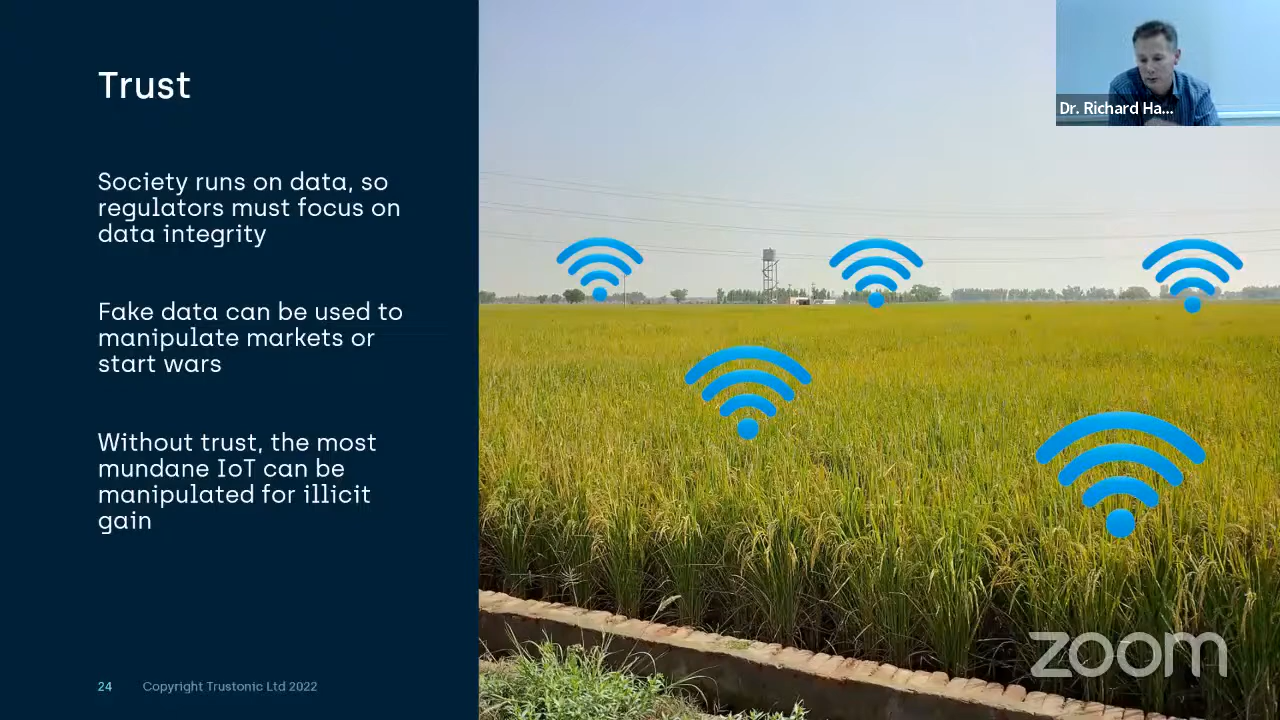 Trust
Society runs on data, so
regulators must focus on
data integrity
Fake data can be used to
manipulate markets or
start wars
Without trust, the most
mundane IoT can be
manipulated for illicit
gain
24
Copyright Trustonic Ltd 2022
Dr. Richard Ha...
zoom